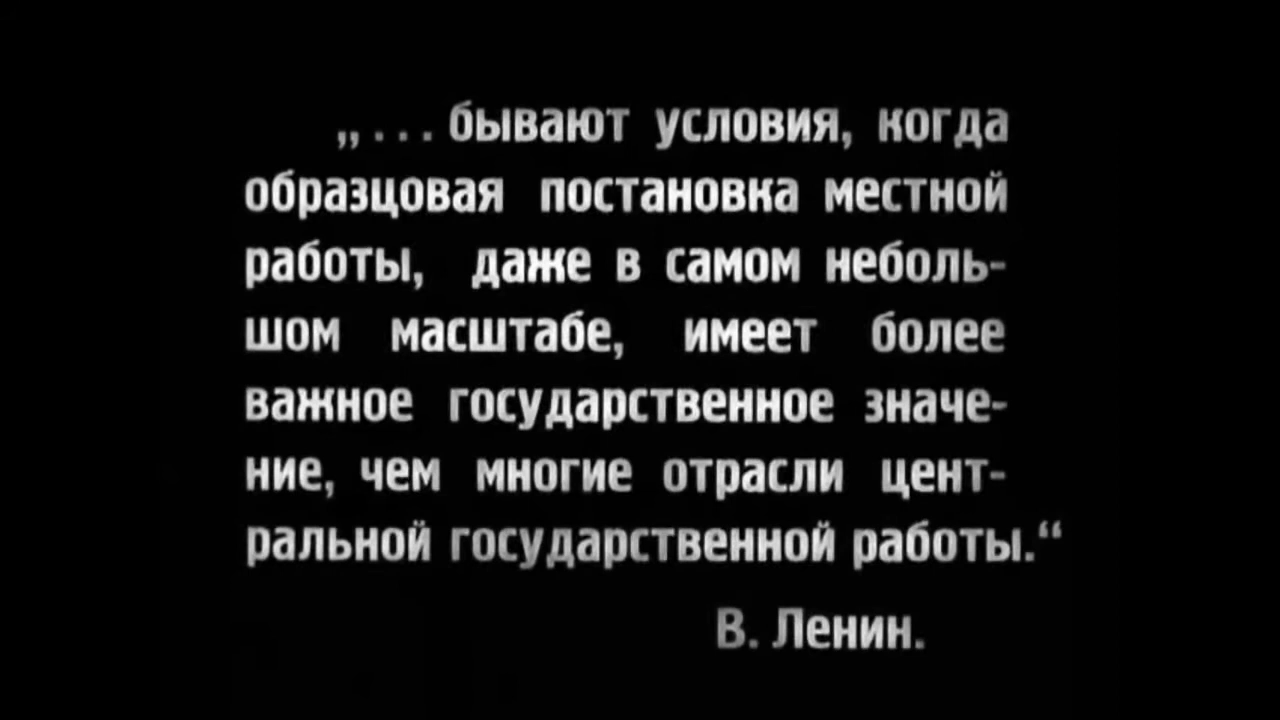 „... бывают условия, когда
образцовая постановка местной
работы, даже в самом неболь-
шом масштабе, имеет более
важное государственное значе-
ние, чем многие отрасли цент-
ральной государственной работы.“
В. Ленин.